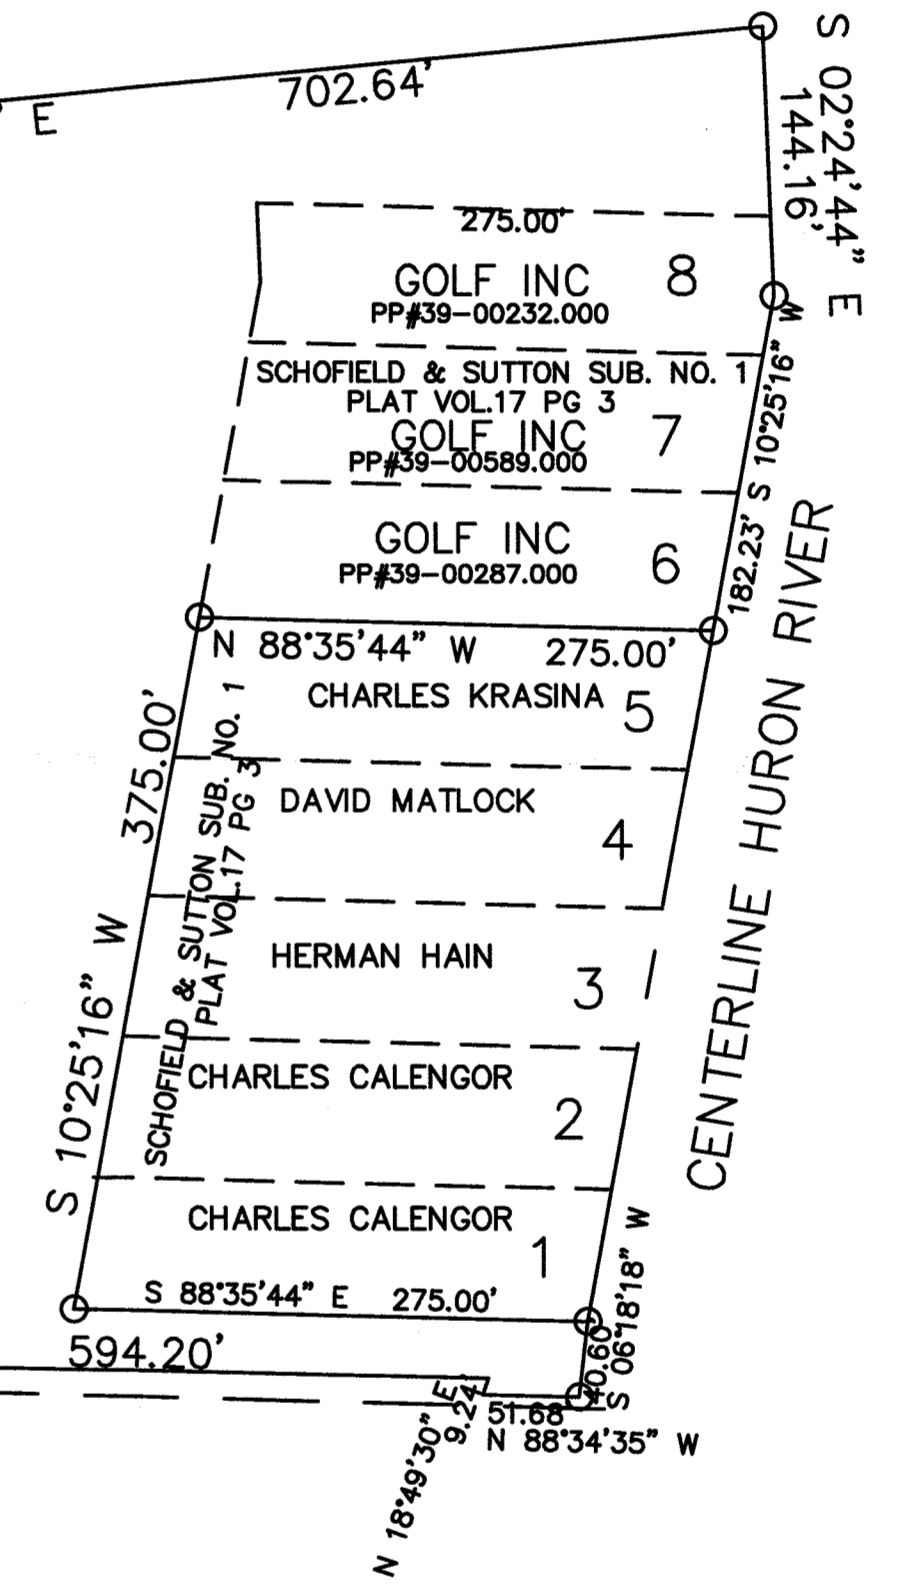 702.64'
E
S 02°24'44" E
144.16'
275.00'
GOLF INC 8
PP#39-00232.000
SCHOFIELD & SUTTON SUB. NO. 1
PLAT VOL.17 PG 3
GOLF INC 7
PP#39-00589.000
182.23' S 10°25'16" W
GOLF INC
PP#39-00287.000 6
N 88°35'44" W 275.00'
CHARLES KRASINA 5
DAVID MATLOCK
4
HERMAN HAIN
3
CHARLES CALENGOR
2
CHARLES CALENGOR
1
SCHOFIELD & SUTTON SUB. NO. 1
PLAT VOL.17 PG 3
S 10°25'16" W 375.00'
CENTERLINE HURON RIVER
S 88°35'44" E 275.00'
594.20'
40.60
S 06°18'18" W
N 18°49'30" E
9.24
51.68
N 88°34'35" W